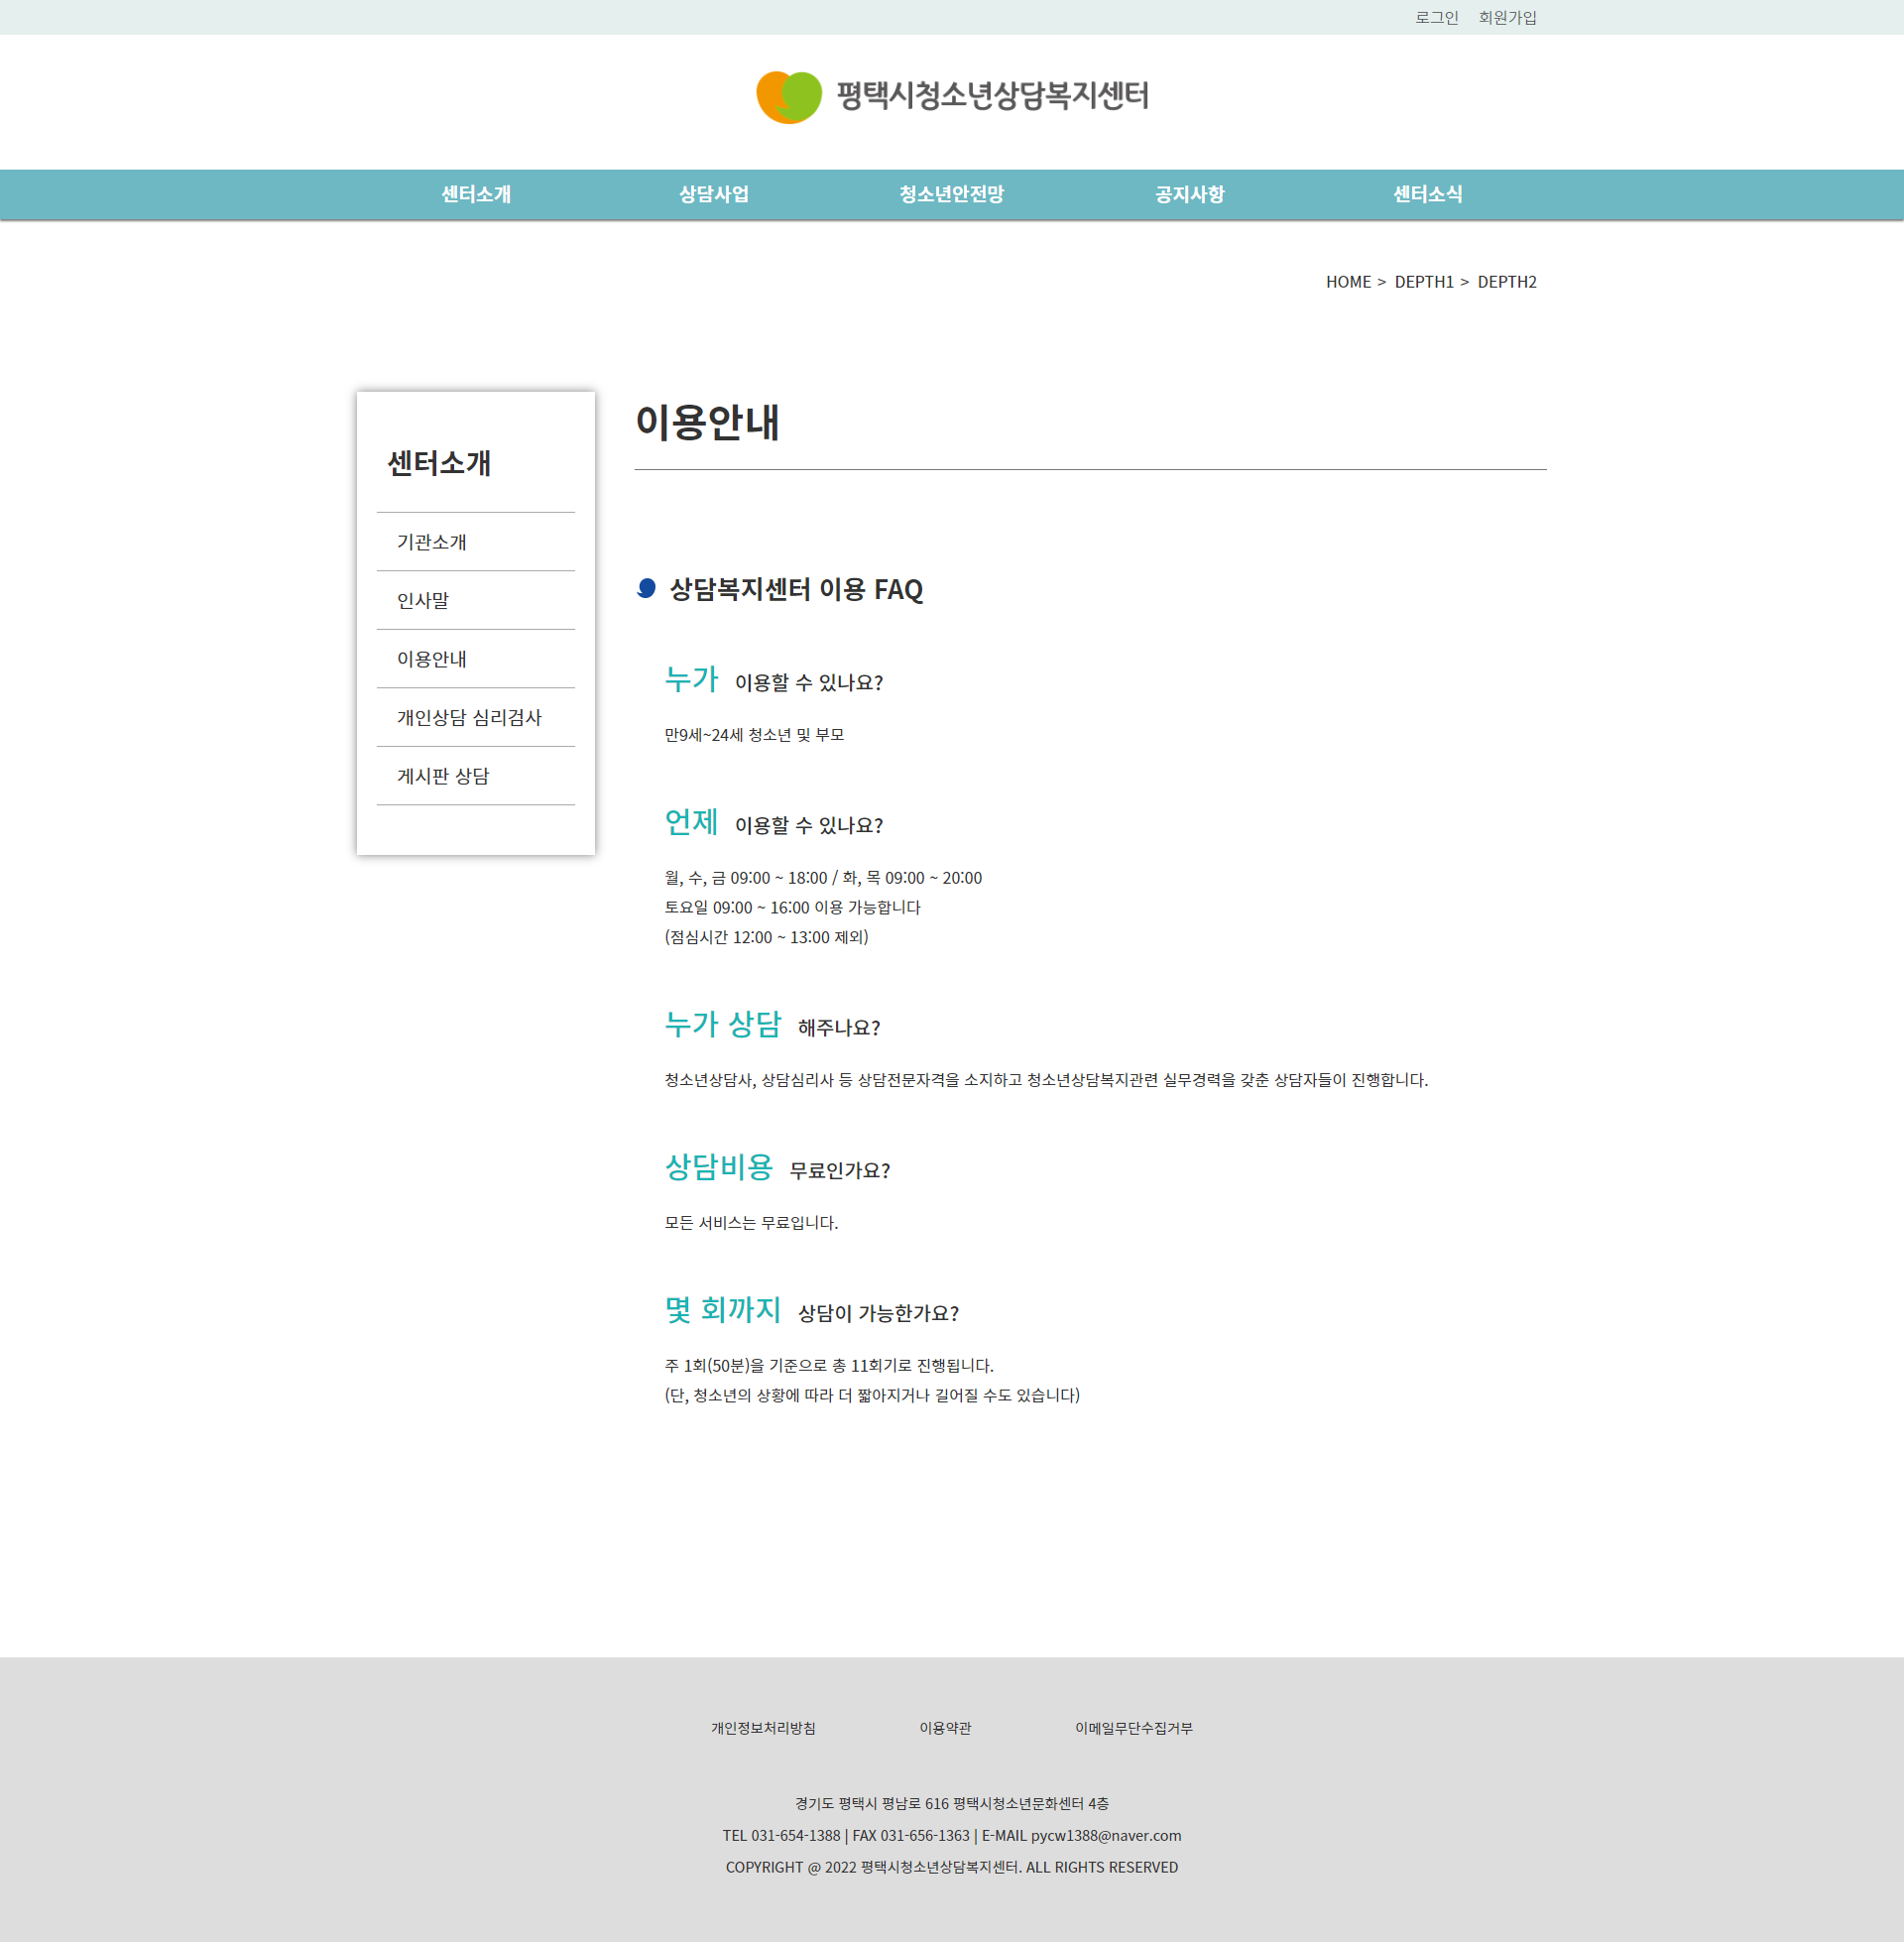 로그인 회원가입
평택시청소년상담복지센터
센터소개 상담사업 청소년안전망 공지사항 센터소식
HOME > DEPTH1 > DEPTH2
센터소개
기관소개
인사말
이용안내
개인상담 심리검사
게시판 상담
이용안내
상담복지센터 이용 FAQ
누가 이용할 수 있나요?
만9세~24세 청소년 및 부모
언제 이용할 수 있나요?
월, 수, 금 09:00 ~ 18:00 / 화, 목 09:00 ~ 20:00
토요일 09:00 ~ 16:00 이용 가능합니다
(점심시간 12:00 ~ 13:00 제외)
누가 상담 해주나요?
청소년상담사, 상담심리사 등 상담전문자격을 소지하고 청소년상담복지관련 실무경력을 갖춘 상담자들이 진행합니다.
상담비용 무료인가요?
모든 서비스는 무료입니다.
몇 회까지 상담이 가능한가요?
주 1회(50분)을 기준으로 총 11회기로 진행됩니다.
(단, 청소년의 상황에 따라 더 짧아지거나 길어질 수도 있습니다)
개인정보처리방침 이용약관 이메일무단수집거부
경기도 평택시 평남로 616 평택시청소년문화센터 4층
TEL 031-654-1388 | FAX 031-656-1363 | E-MAIL pycw1388@naver.com
COPYRIGHT @ 2022 평택시청소년상담복지센터. ALL RIGHTS RESERVED